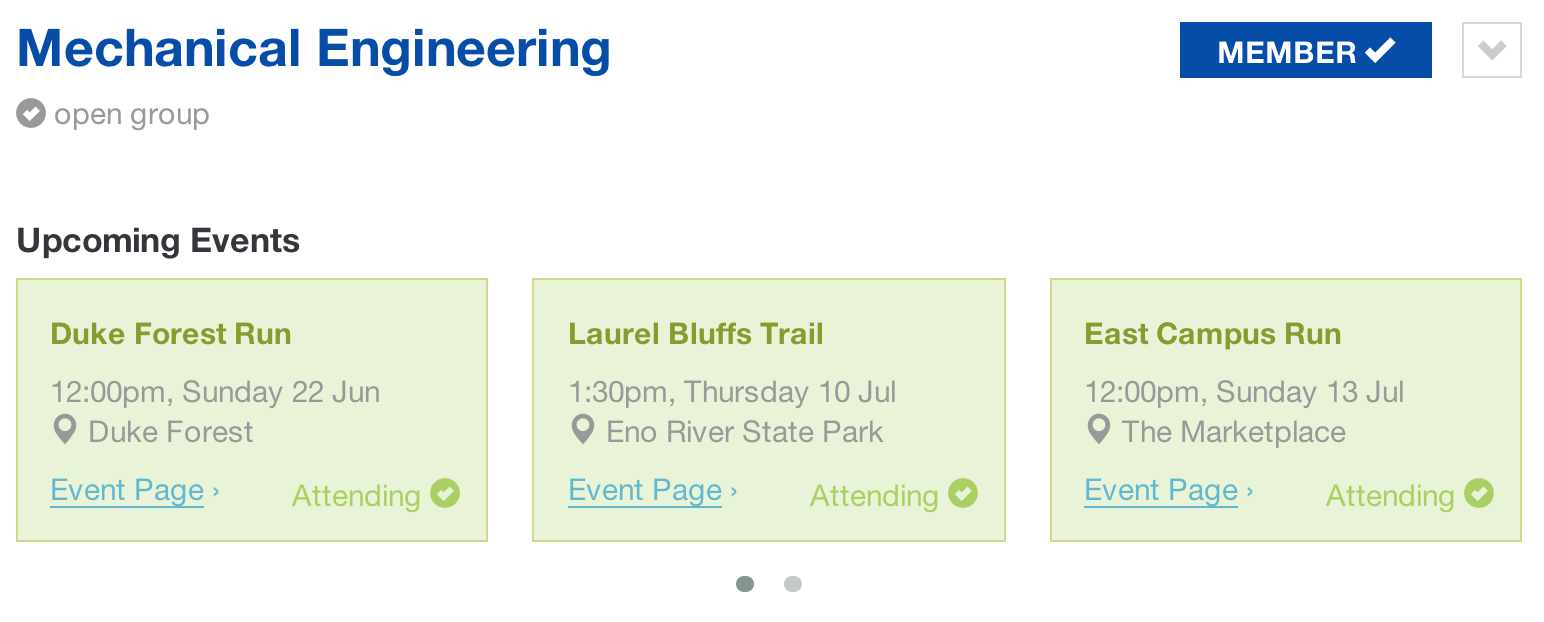 Mechanical Engineering
MEMBER
open group
Upcoming Events
Duke Forest Run
12:00pm, Sunday 22 Jun
Duke Forest
Event Page ›
Attending
Laurel Bluffs Trail
1:30pm, Thursday 10 Jul
Eno River State Park
Event Page ›
Attending
East Campus Run
12:00pm, Sunday 13 Jul
The Marketplace
Event Page ›
Attending